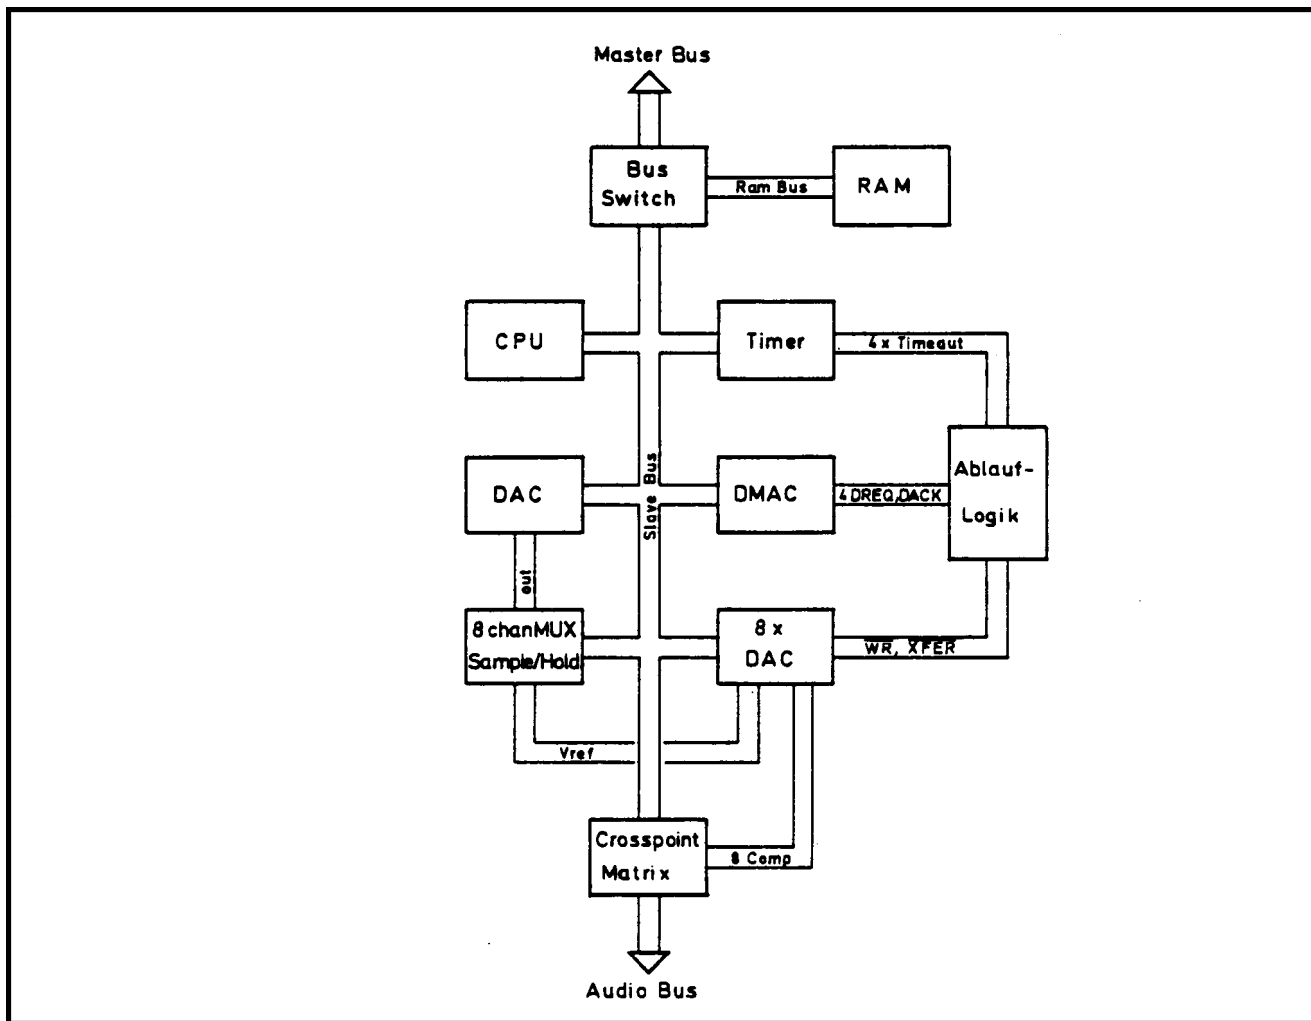 Master Bus
Bus
Switch
Ram Bus
RAM
CPU
Timer
4 x Timeout
Slave Bus
DAC
DMAC
4 DREQ,DACK
Ablauf-
Logik
out
8 chanMUX
Sample/Hold
8 x
DAC
WR, XFER
Vref
Crosspoint
Matrix
8 Comp
Audio Bus